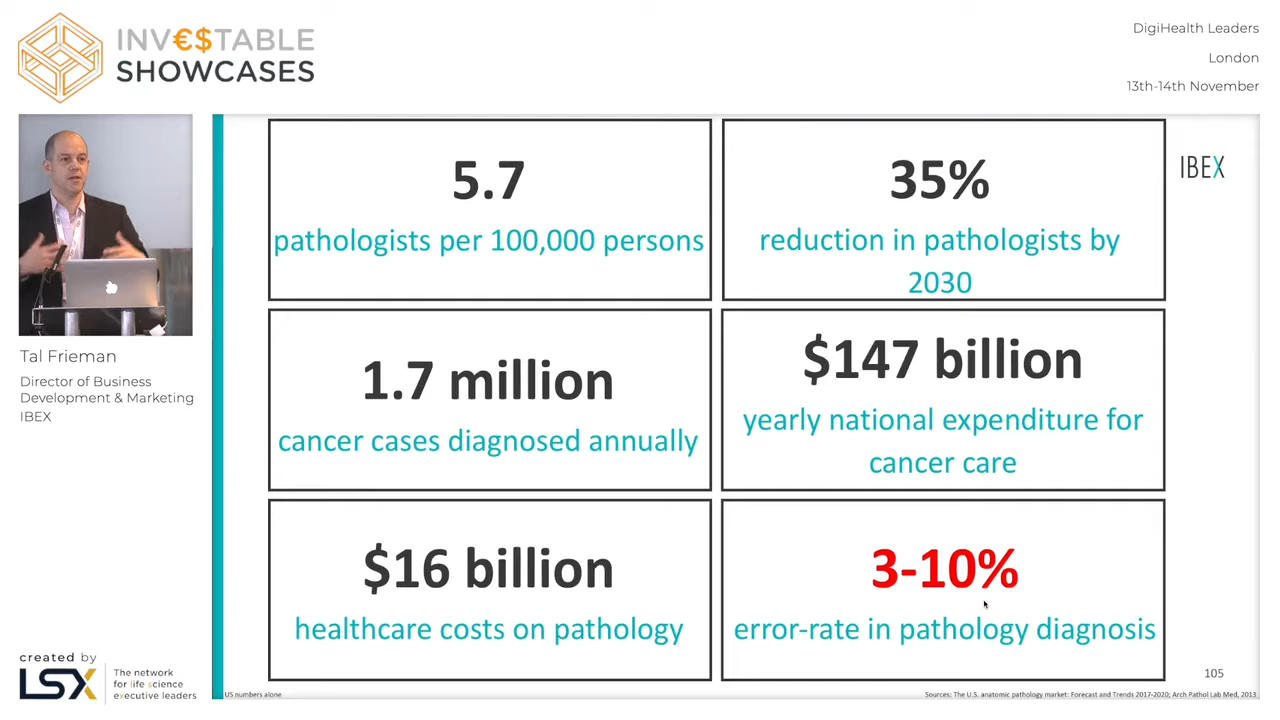 INV€$TABLE
SHOWCASES
DigiHealth Leaders
London
13th-14th November
Tal Frieman
Director of Business
Development & Marketing
IBEX
5.7
pathologists per 100,000 persons
35%
reduction in pathologists by
2030
1.7 million
cancer cases diagnosed annually
$147 billion
yearly national expenditure for
cancer care
$16 billion
healthcare costs on pathology
3-10%
error-rate in pathology diagnosis
IBEX
105
created by
LSX
The network
for life science
executive leaders
US numbers alone
Sources: The U.S. anatomic pathology market: Forecast and Trends 2017-2020; Arch Pathol Lab Med, 2013